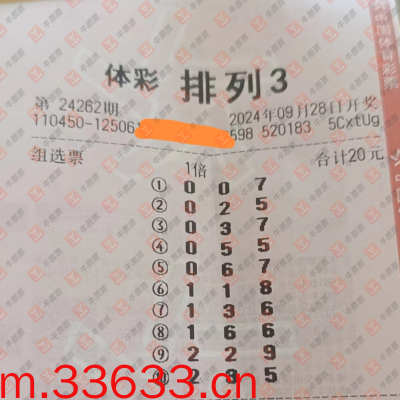 体彩 排列3
第 24262期 2024年09月28日开奖
110450-12506 598 520183 5CxtUg
组选票 1倍 合计20元
① 0 0 7
② 0 2 5
③ 0 3 7
④ 0 5 5
⑤ 0 6 7
⑥ 1 1 8
⑦ 1 3 6
⑧ 1 6 6
⑨ 2 2 9
⑩ 2 3 5
m.33633.cn